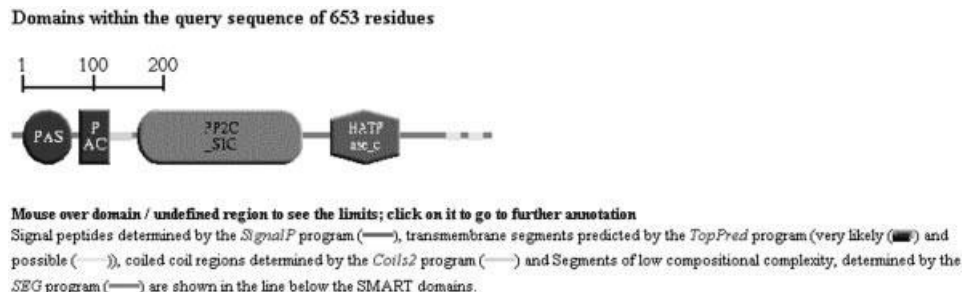 Domains within the query sequence of 653 residues
1 100 200
PAS
P
AC
PP2C
_SIG
HATP
ase_c
Mouse over domain / undefined region to see the limits; click on it to go to further annotation
Signal peptides determined by the SignalP program (), transmembrane segments predicted by the TopPred program (very likely () and
possible ()), coiled coil regions determined by the Coils2 program () and Segments of low compositional complexity, determined by the
SEG program () are shown in the line below the SMART domains.